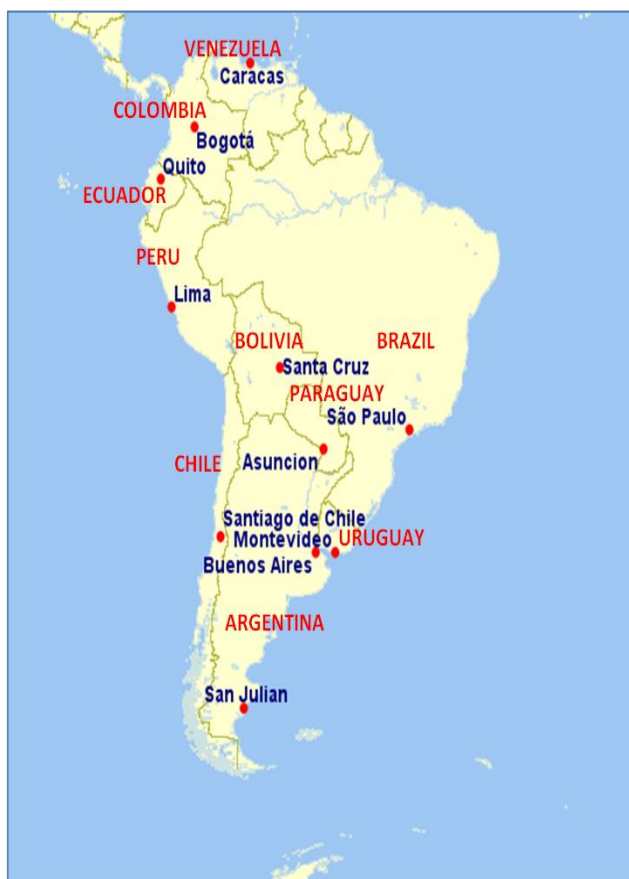 VENEZUELA
Caracas
COLOMBIA
Bogotá
Quito
ECUADOR
PERU
Lima
BOLIVIA
BRAZIL
Santa Cruz
PARAGUAY
São Paulo
Asuncion
CHILE
Santiago de Chile
Montevideo
URUGUAY
Buenos Aires
ARGENTINA
San Julian